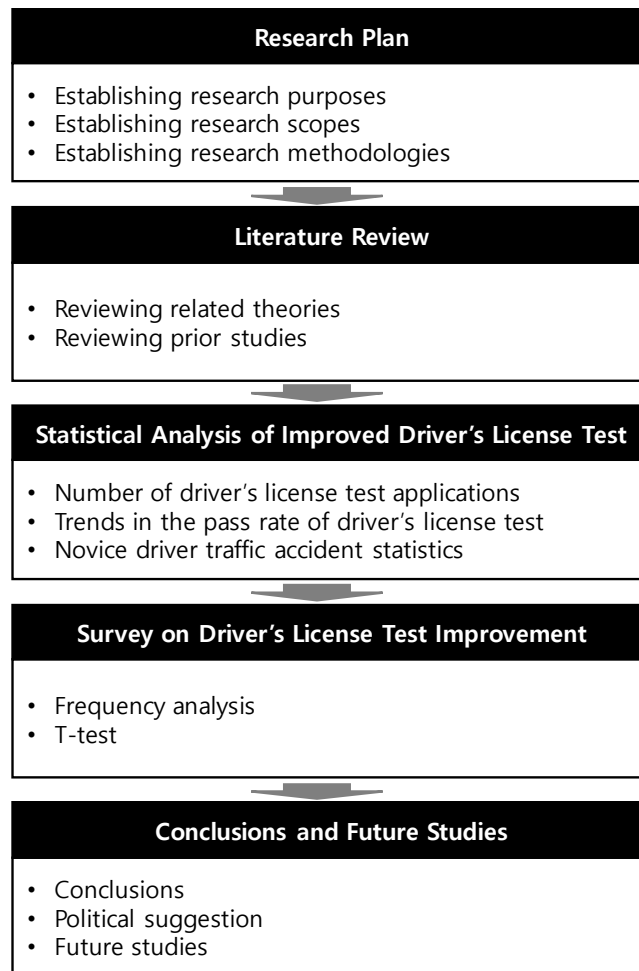 Research Plan
• Establishing research purposes
• Establishing research scopes
• Establishing research methodologies
Literature Review
• Reviewing related theories
• Reviewing prior studies
Statistical Analysis of Improved Driver's License Test
• Number of driver's license test applications
• Trends in the pass rate of driver's license test
• Novice driver traffic accident statistics
Survey on Driver's License Test Improvement
• Frequency analysis
• T-test
Conclusions and Future Studies
• Conclusions
• Political suggestion
• Future studies